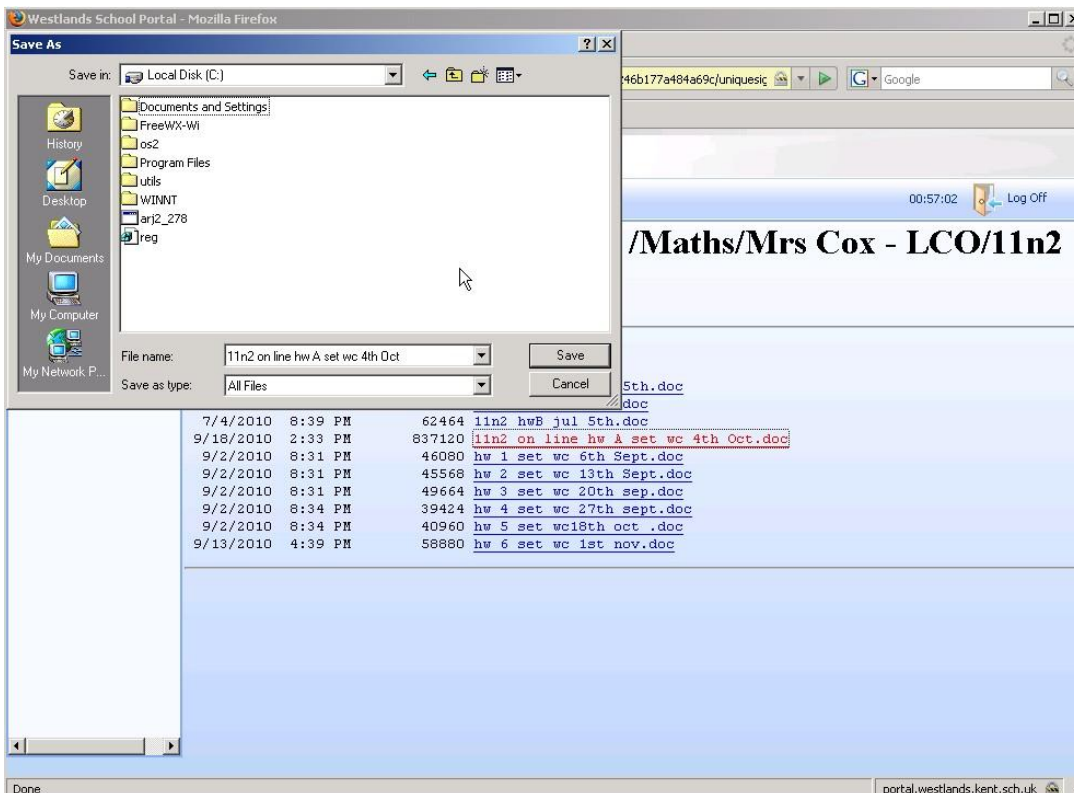 Westlands School Portal - Mozilla Firefox
Save As
Save in: Local Disk (C:)
History
Desktop
My Documents
My Computer
My Network P...
Documents and Settings
FreeWX-Wi
os2
Program Files
utils
WINNT
arj2_278
reg
File name: 11n2 on line hw A set wc 4th Oct Save
Save as type: All Files Cancel
46b177a484a69c/uniquesig
Google
00:57:02 Log Off
/Maths/Mrs Cox - LCO/11n2
5th.doc
doc
7/4/2010 8:39 PM 62464 11n2 hwB jul 5th.doc
9/18/2010 2:33 PM 837120 11n2 on line hw A set wc 4th Oct.doc
9/2/2010 8:31 PM 46080 hw 1 set wc 6th Sept.doc
9/2/2010 8:31 PM 45568 hw 2 set wc 13th Sept.doc
9/2/2010 8:31 PM 49664 hw 3 set wc 20th sep.doc
9/2/2010 8:34 PM 39424 hw 4 set wc 27th sept.doc
9/2/2010 8:34 PM 40960 hw 5 set wc18th oct .doc
9/13/2010 4:39 PM 58880 hw 6 set wc 1st nov.doc
Done
portal.westlands.kent.sch.uk